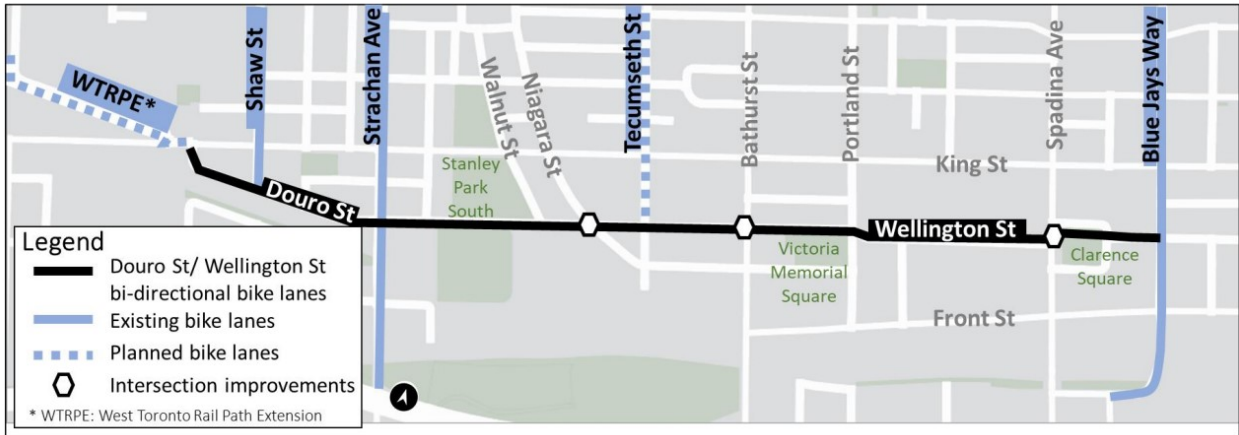 WTRPE*
Shaw St
Strachan Ave
Walnut St
Niagara St
Tecumseth St
Bathurst St
Portland St
Spadina Ave
Blue Jays Way
Stanley
Park
South
King St
Douro St
Wellington St
Victoria
Memorial
Square
Clarence
Square
Front St
Legend
Douro St/ Wellington St
bi-directional bike lanes
Existing bike lanes
Planned bike lanes
Intersection improvements
* WTRPE: West Toronto Rail Path Extension